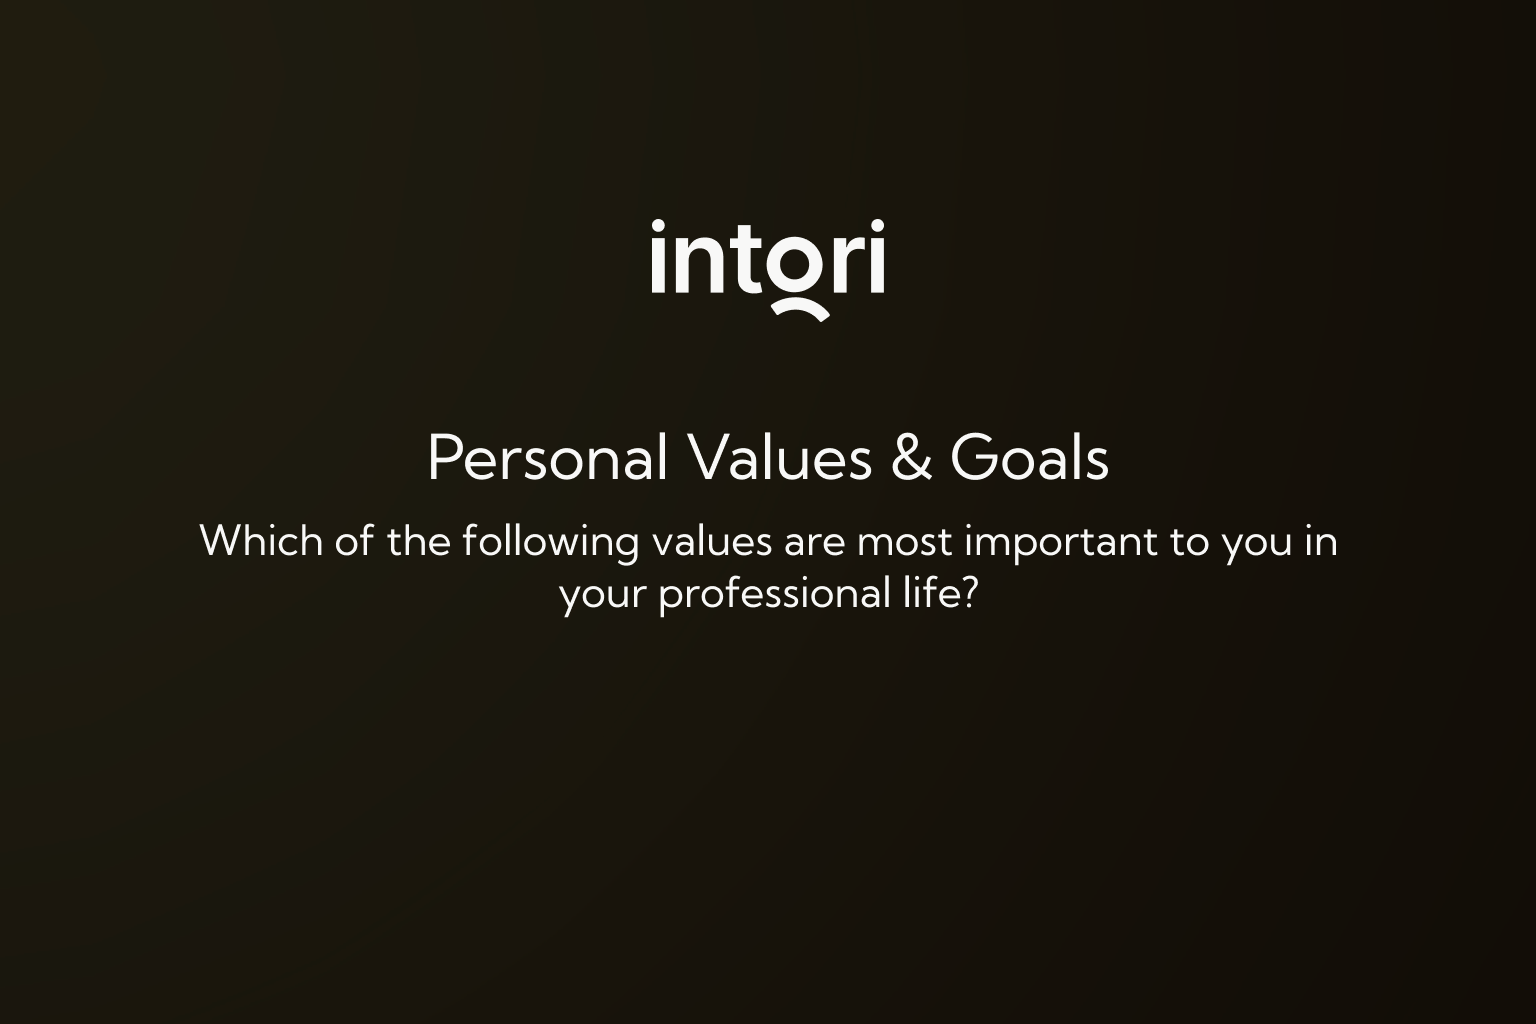 intori
Personal Values & Goals
Which of the following values are most important to you in
your professional life?